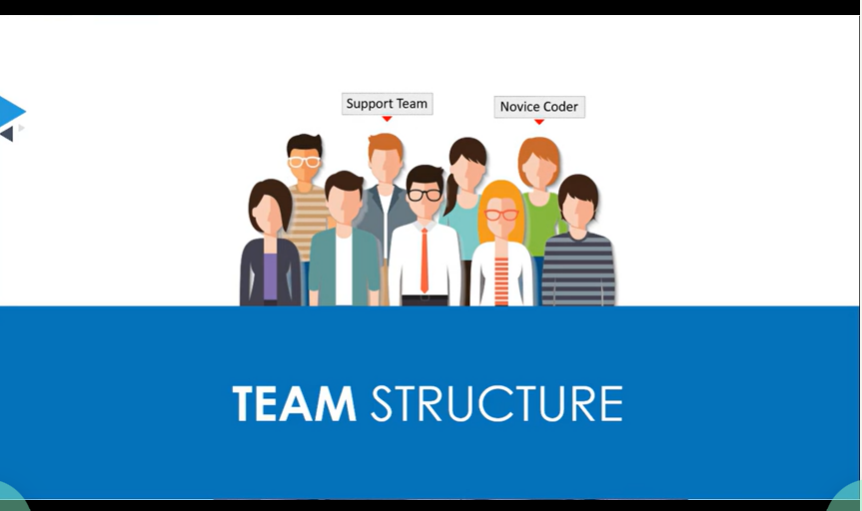 Support Team
Novice Coder
TEAM STRUCTURE